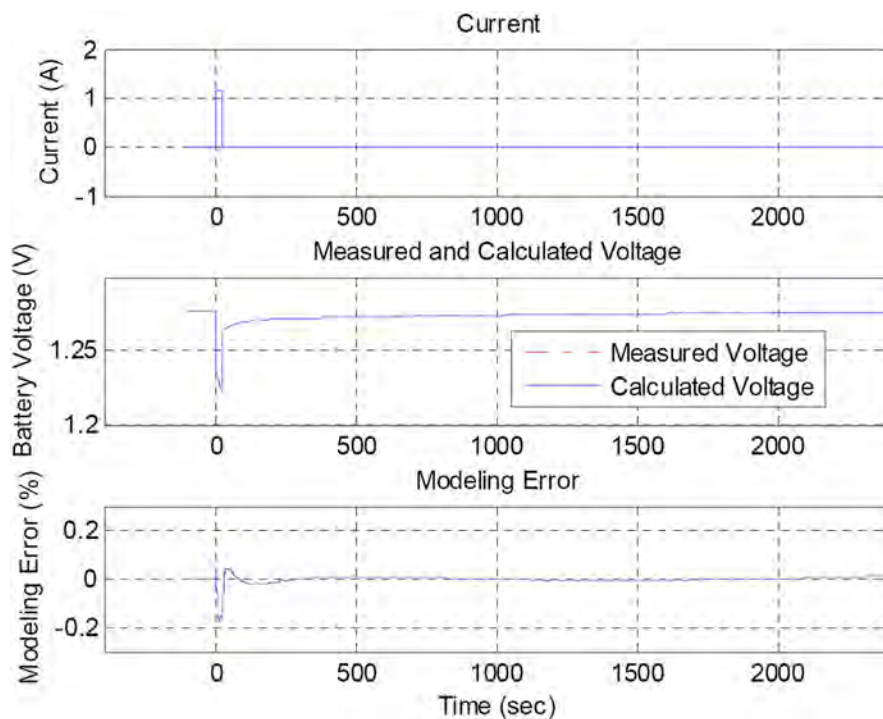 Current
Current (A)
2
1
0
-1
0 500 1000 1500 2000
Measured and Calculated Voltage
Battery Voltage (V)
1.25
1.2
Measured Voltage
Calculated Voltage
0 500 1000 1500 2000
Modeling Error
Modeling Error (%)
0.2
0
-0.2
0 500 1000 1500 2000
Time (sec)